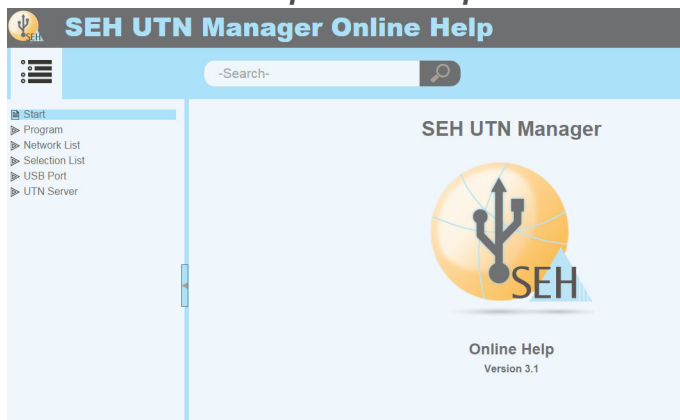 SEH UTN Manager Online Help
SEH
-Search-
Start
Program
Network List
Selection List
USB Port
UTN Server
SEH UTN Manager
SEH
Online Help
Version 3.1